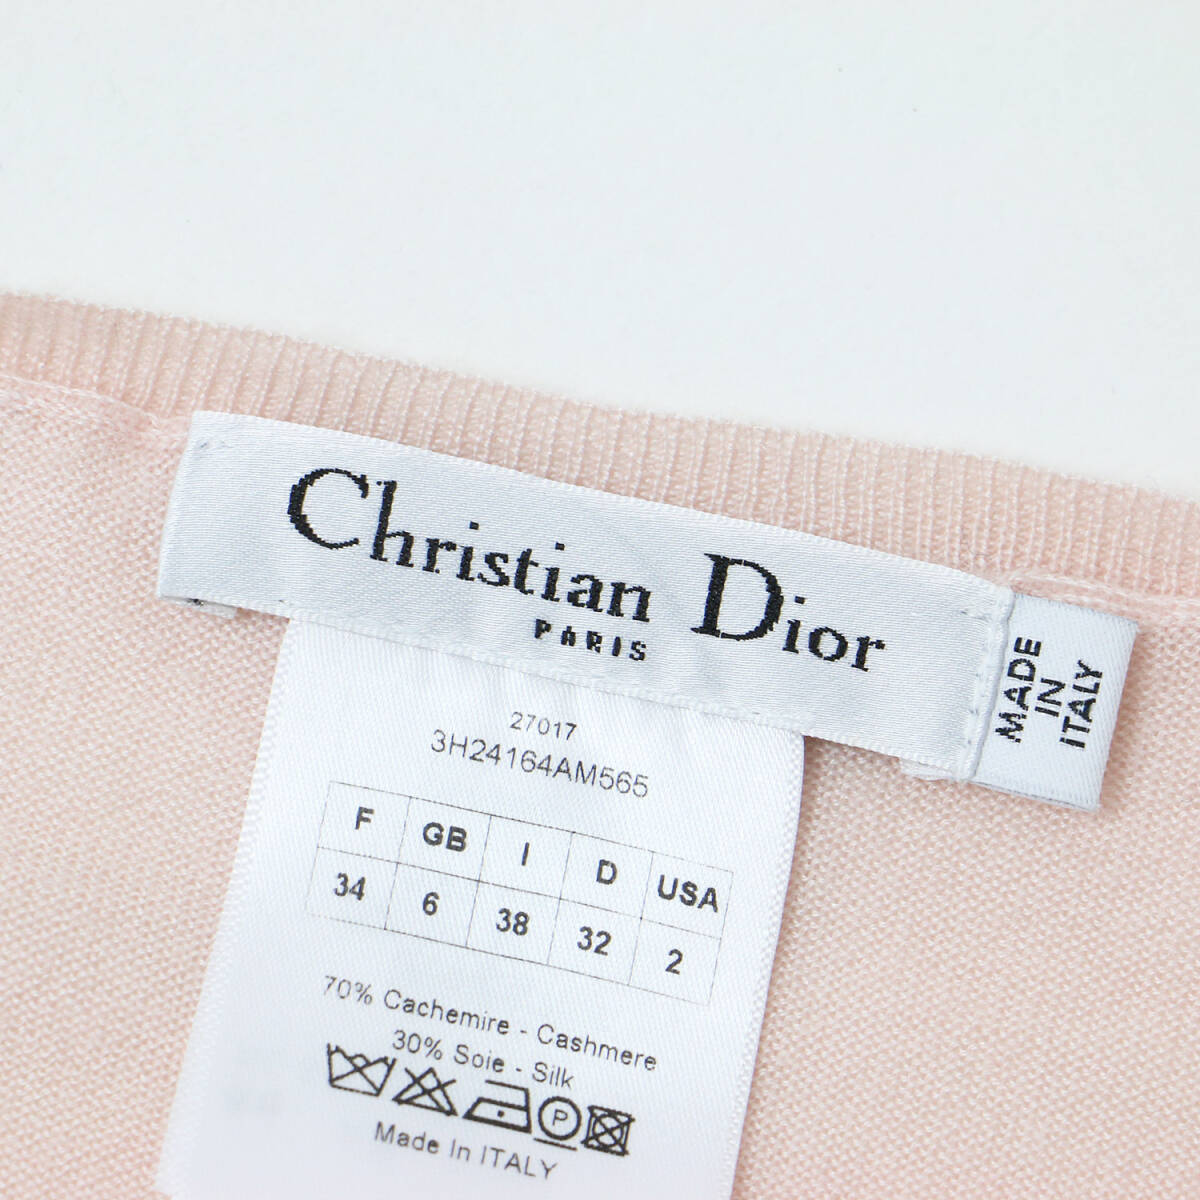 Christian Dior
PARIS
MADE
IN
ITALY
27017
3H24164AM565
F GB I D USA
34 6 38 32 2
70% Cachemire - Cashmere
30% Soie - Silk
P
Made In ITALY